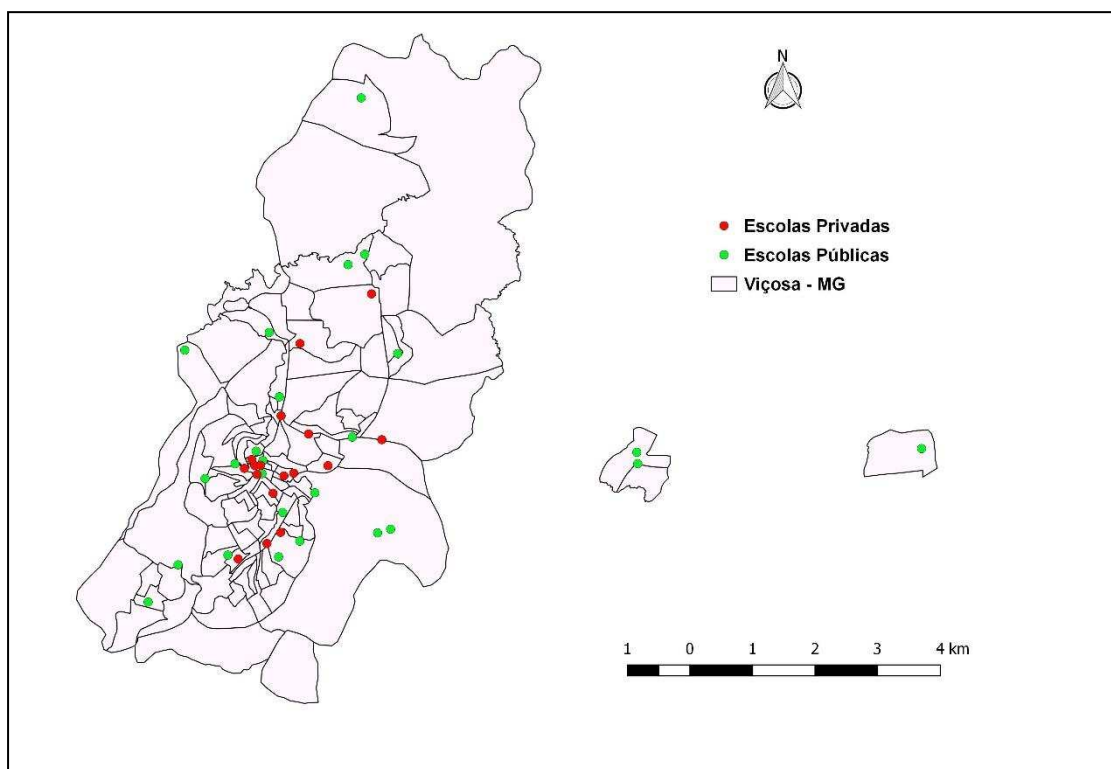 N
Escolas Privadas
Escolas Públicas
Viçosa - MG
1 0 1 2 3 4 km